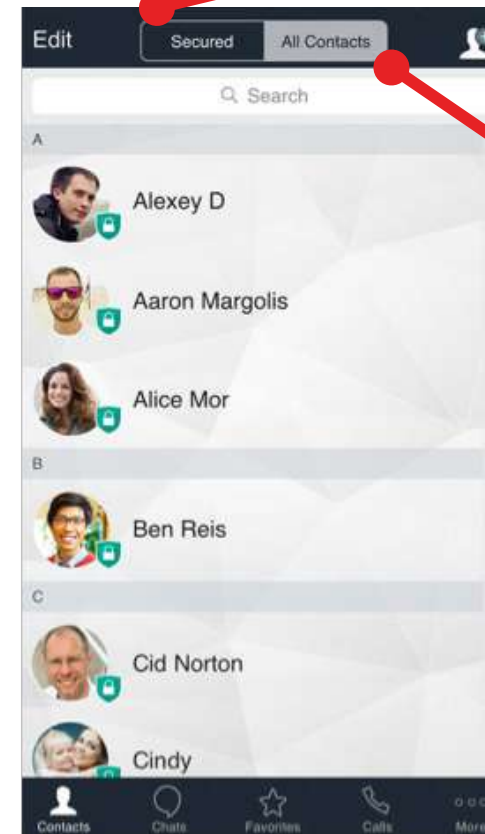 Edit Secured All Contacts
Search
A
Alexey D
Aaron Margolis
Alice Mor
B
Ben Reis
C
Cid Norton
Cindy
Contacts Chats Favorites Calls More